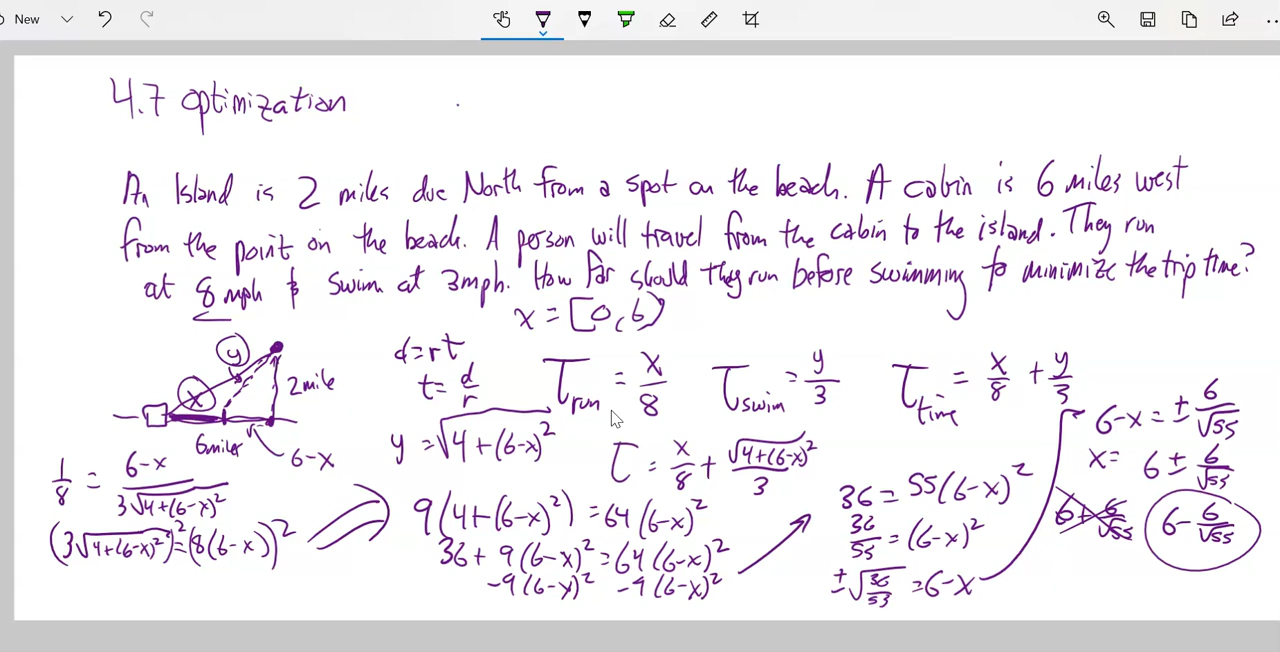 New
4.7 optimization
An Island is 2 miles due North from a spot on the beach. A cabin is 6 miles west
from the point on the beach. A person will travel from the cabin to the island. They run
at 8 mph & swim at 3mph. How far should they run before swimming to minimize the trip time?
x = [0,6)
y
x
2 mile
6 miles
6-x
d=rt
t= d/r
T run = x/8
T swim = y/3
T time = x/8 + y/3
y = √(4+(6-x)²)
T = x/8 + √(4+(6-x)²)/3
1/8 = (6-x)/(3√(4+(6-x)²))
(3√(4+(6-x)²))² = (8(6-x))²
9(4+(6-x)²) = 64(6-x)²
36 + 9(6-x)² = 64(6-x)²
-9(6-x)² -9(6-x)²
36 = 55(6-x)²
36/55 = (6-x)²
±√(36/55) = 6-x
6-x = ± 6/√55
x = 6 ± 6/√55
6 + 6/√55
6 - 6/√55